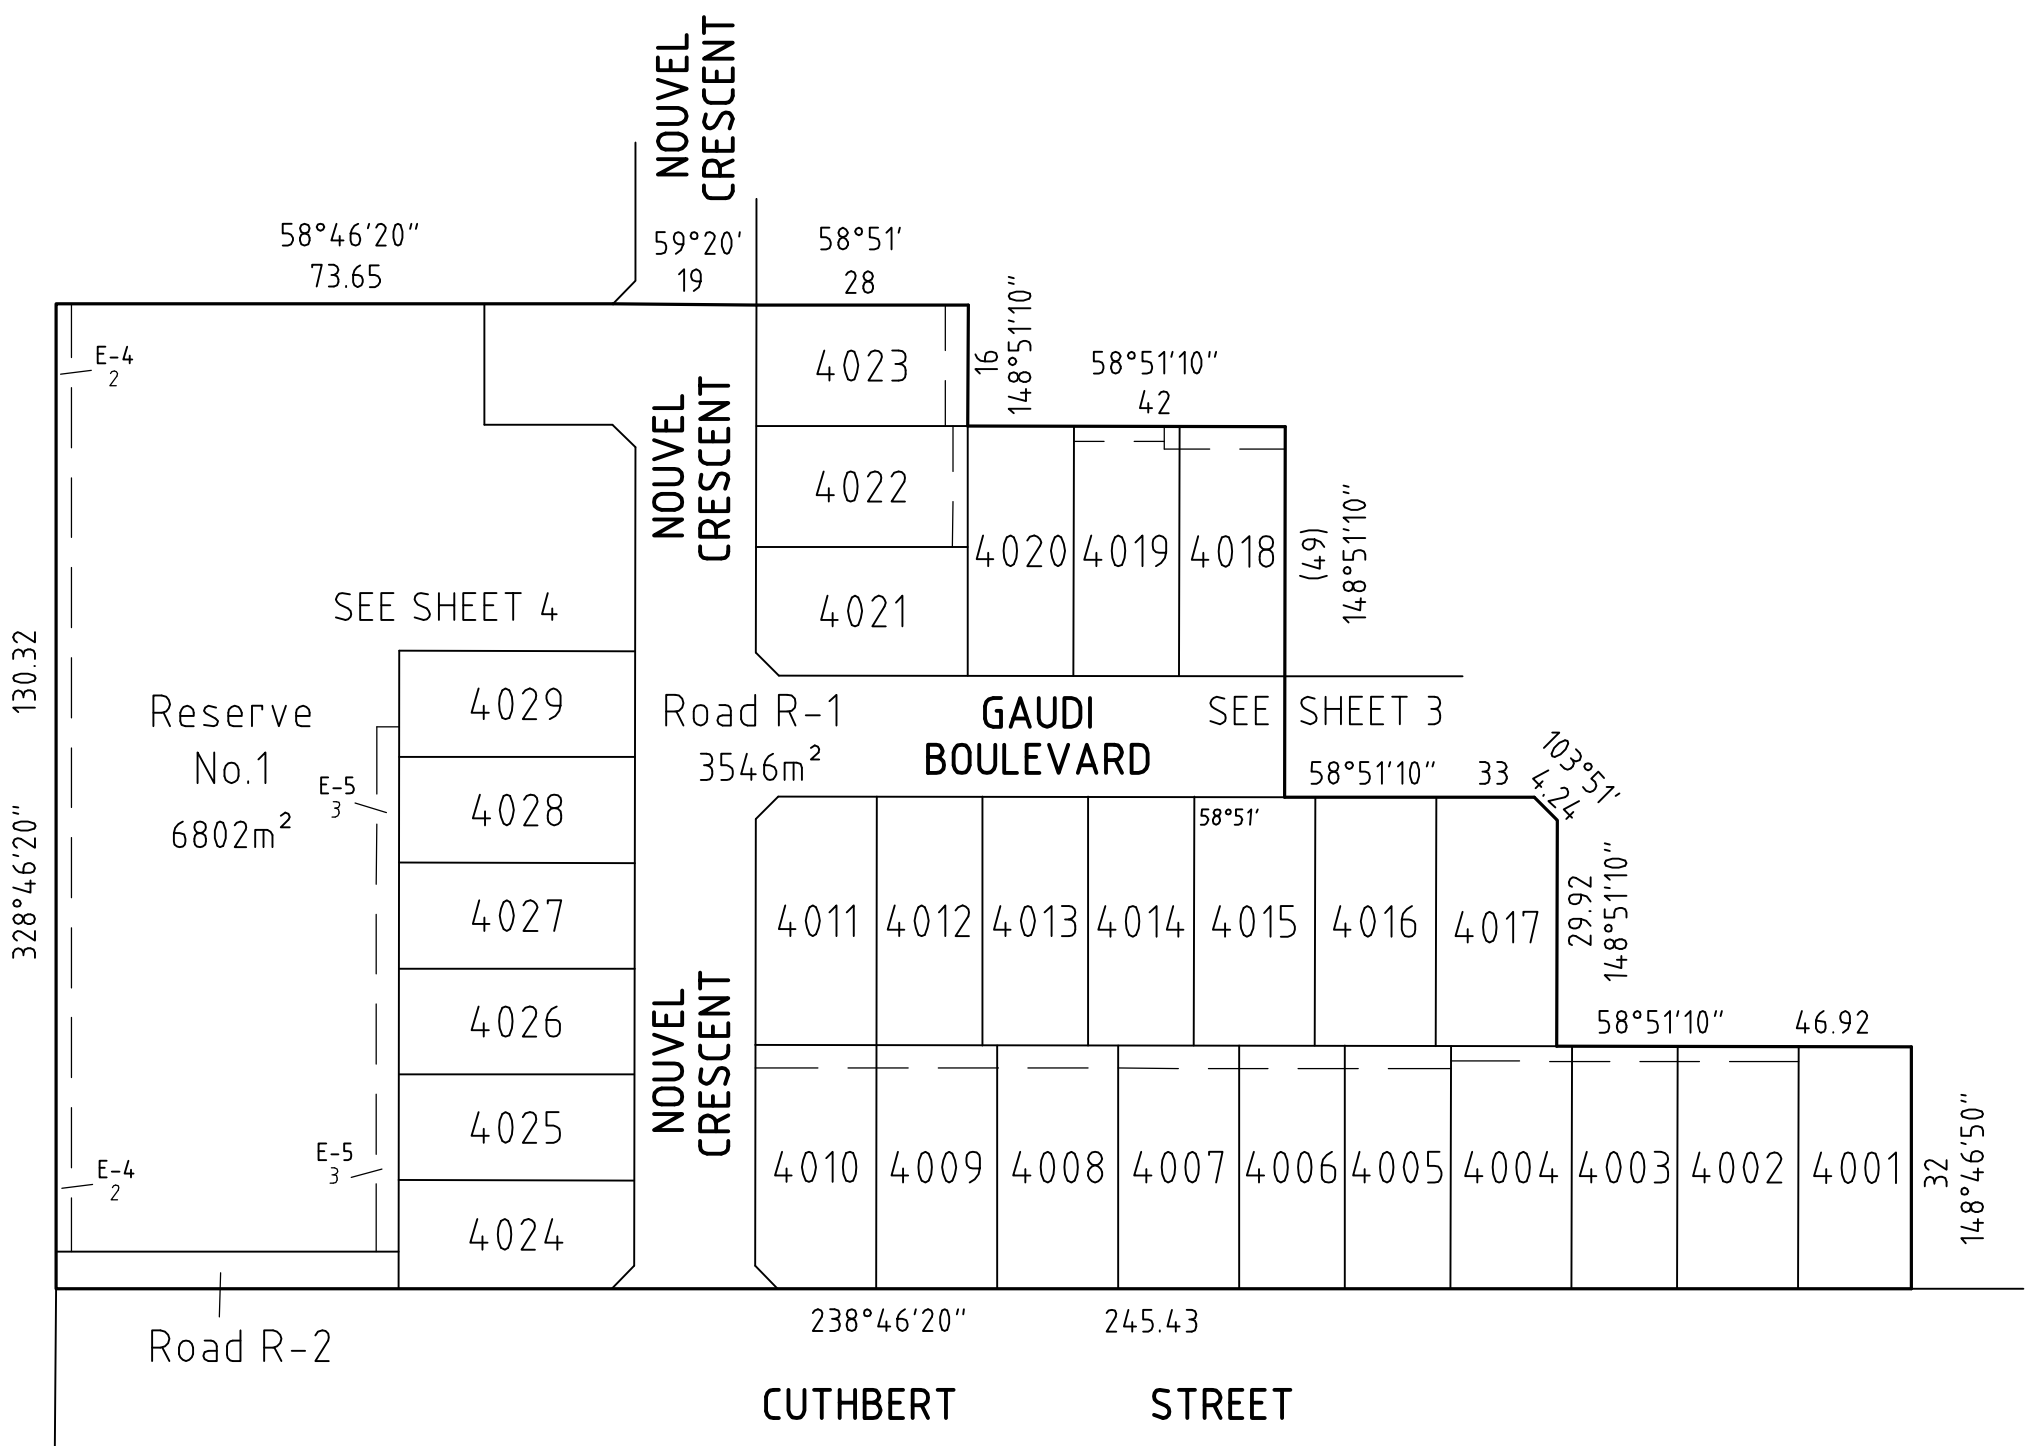 NOUVEL
CRESCENT
58°46'20"
73.65
59°20'
19
58°51'
28
16
148°51'10"
58°51'10"
42
E-4
2
4023
NOUVEL
CRESCENT
4022
4021
4020
4019
4018
(49)
148°51'10"
SEE SHEET 4
130.32
328°46'20"
Reserve
No.1
6802m²
E-5
3
4029
4028
4027
4026
4025
4024
Road R-1
3546m²
GAUDI
BOULEVARD
SEE SHEET 3
58°51'10" 33
103°51'
4.24
58°51'
4011
4012
4013
4014
4015
4016
4017
29.92
148°51'10"
58°51'10" 46.92
NOUVEL
CRESCENT
E-5
3
E-4
2
4010
4009
4008
4007
4006
4005
4004
4003
4002
4001
32
148°46'50"
Road R-2
238°46'20" 245.43
CUTHBERT STREET